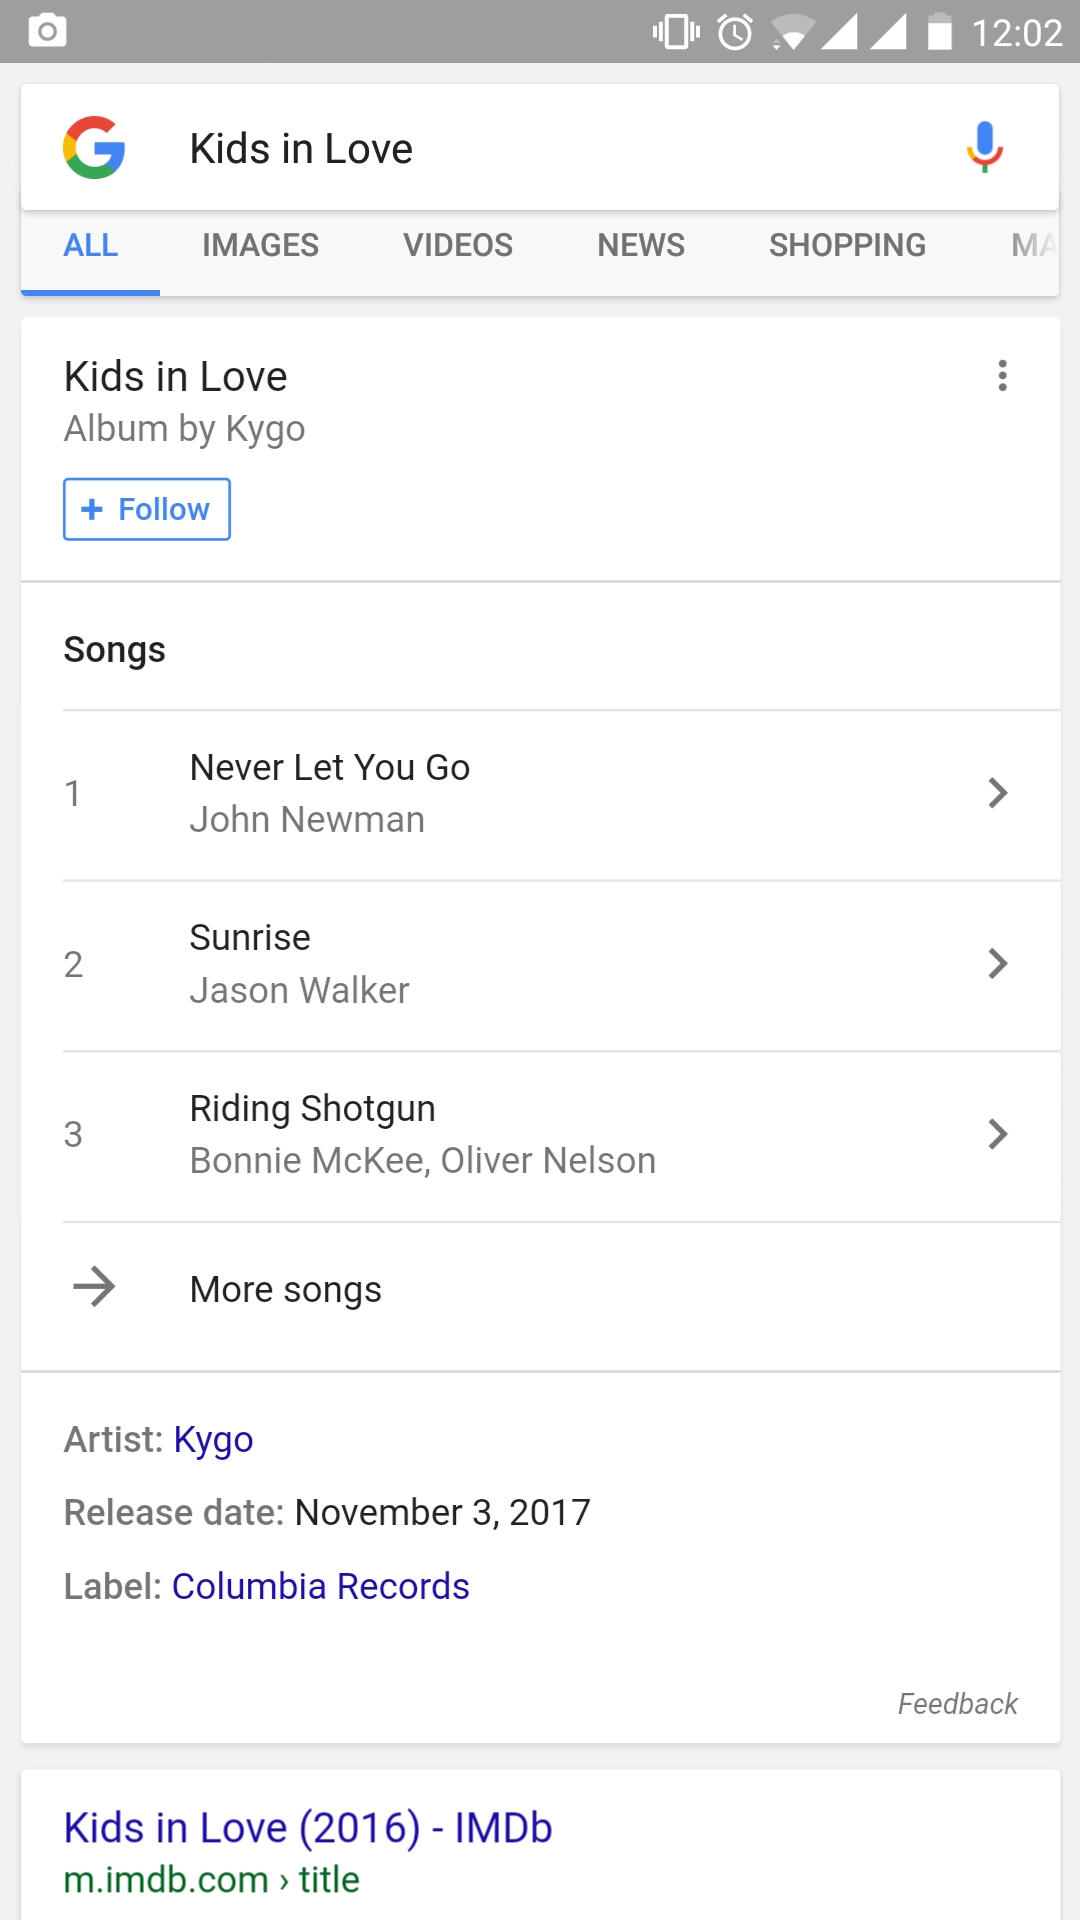 12:02
Kids in Love
ALL IMAGES VIDEOS NEWS SHOPPING MA
Kids in Love
Album by Kygo
+ Follow
Songs
1
Never Let You Go
John Newman
2
Sunrise
Jason Walker
3
Riding Shotgun
Bonnie McKee, Oliver Nelson
More songs
Artist: Kygo
Release date: November 3, 2017
Label: Columbia Records
Feedback
Kids in Love (2016) - IMDb
m.imdb.com › title